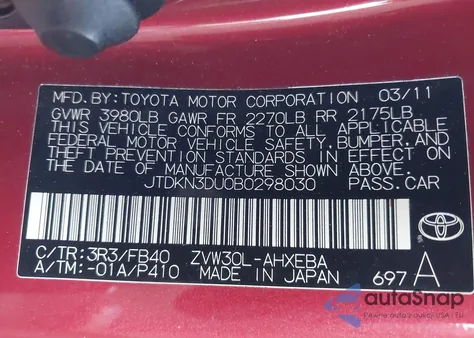 MFD. BY: TOYOTA MOTOR CORPORATION 03/11
GVWR 3980LB GAWR FR 2270LB RR 2175LB
THIS VEHICLE CONFORMS TO ALL APPLICABLE
FEDERAL MOTOR VEHICLE SAFETY, BUMPER, AND
THEFT PREVENTION STANDARDS IN EFFECT ON
THE DATE OF MANUFACTURE SHOWN ABOVE.
JTDKN3DU0B0298030 PASS. CAR
C/TR: 3R3/FB40 ZVW30L-AHXEBA
A/TM: -01A/P410 MADE IN JAPAN 697 A
TOYOTA
autoSnap